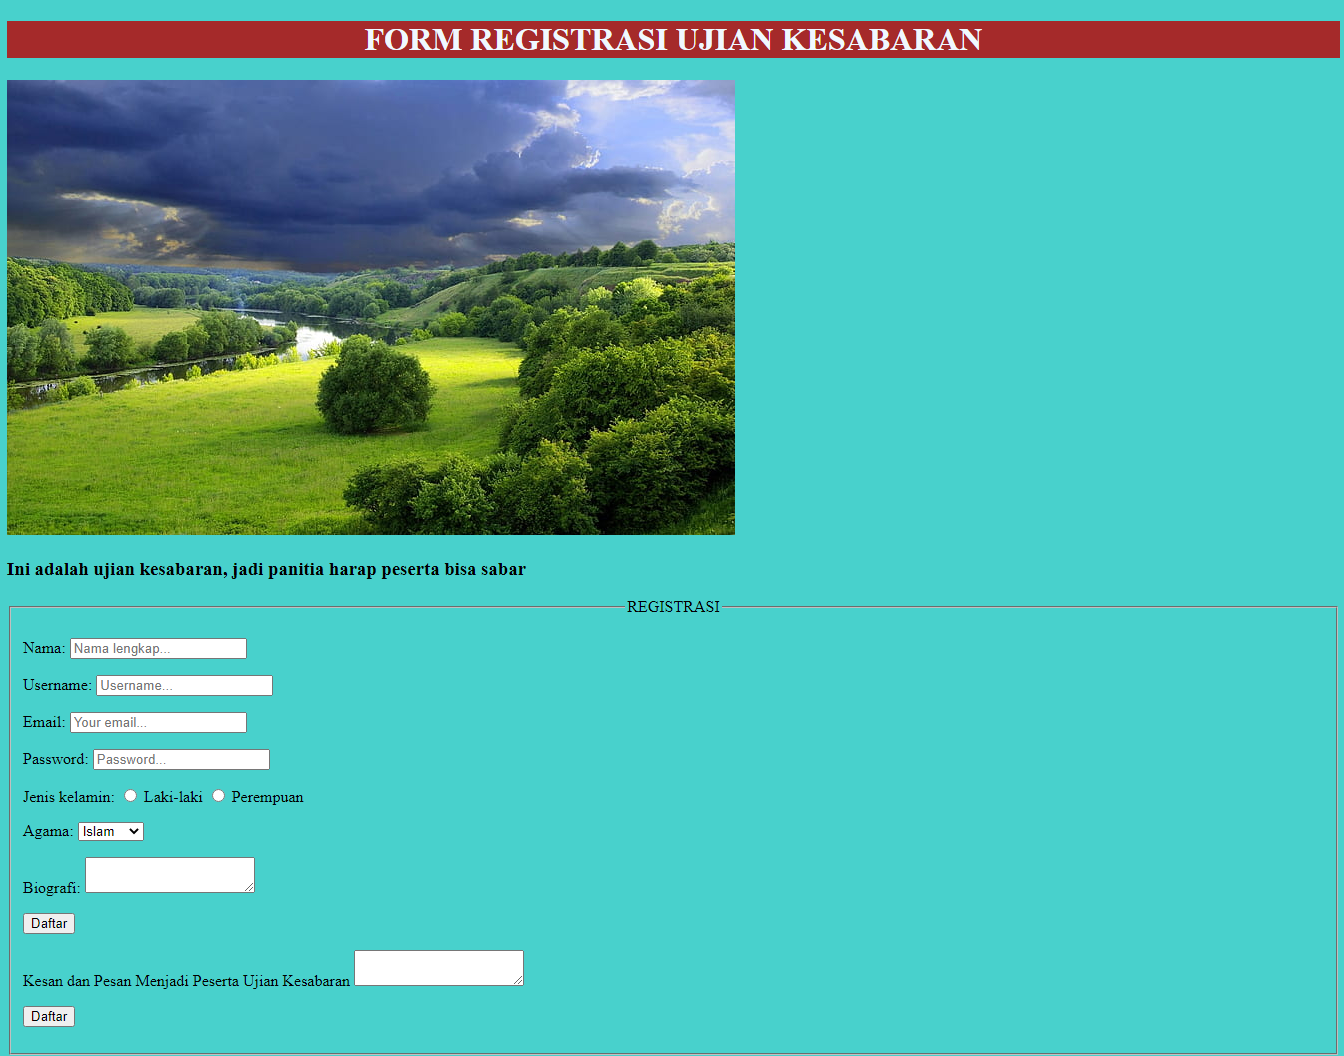 FORM REGISTRASI UJIAN KESABARAN
Ini adalah ujian kesabaran, jadi panitia harap peserta bisa sabar
REGISTRASI
Nama: Nama lengkap...
Username: Username...
Email: Your email...
Password: Password...
Jenis kelamin: Laki-laki Perempuan
Agama: Islam
Biografi:
Daftar
Kesan dan Pesan Menjadi Peserta Ujian Kesabaran
Daftar